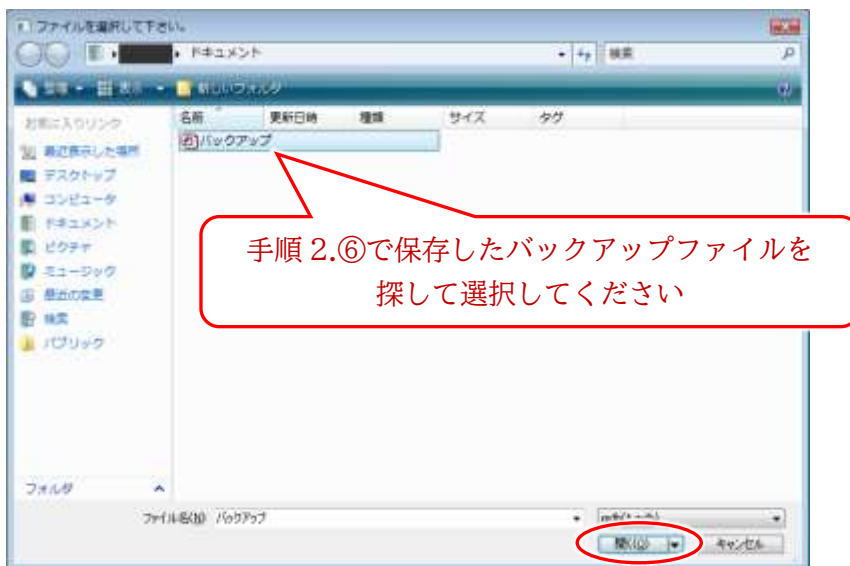 ファイルを選択して下さい。
ドキュメント
検索
整理 表示 新しいフォルダ
お気に入りリンク
名前 更新日時 種類 サイズ タグ
バックアップ
最近表示した場所
デスクトップ
コンピュータ
ドキュメント
ピクチャ
ミュージック
最近の変更
検索
パブリック
手順 2.⑥で保存したバックアップファイルを
探して選択してください
フォルダ
ファイル名(N) バックアップ
開く(O) キャンセル